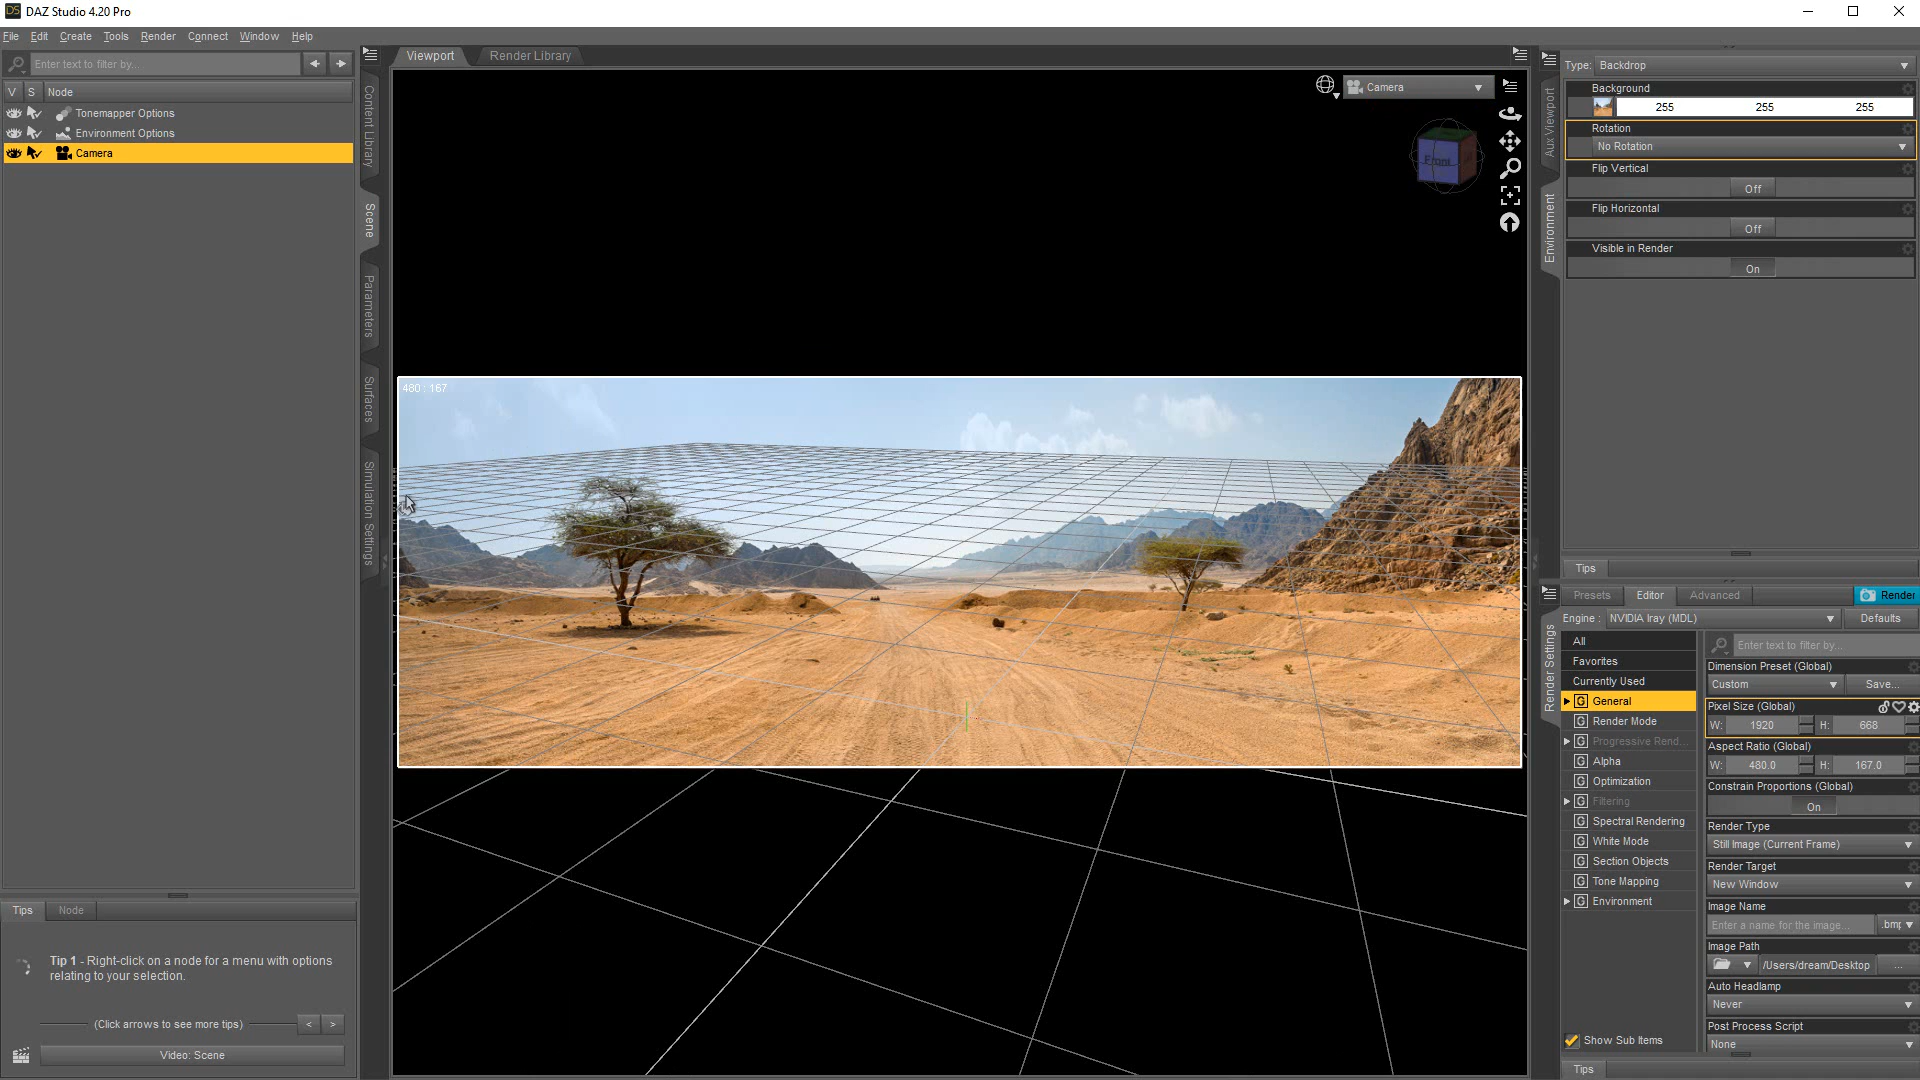 DAZ Studio 4.20 Pro
File Edit Create Tools Render Connect Window Help
Enter text to filter by...
V S Node
Tonemapper Options
Environment Options
Camera
Content Library
Scene
Parameters
Surfaces
Simulation Settings
Tips Node
Tip 1 - Right-click on a node for a menu with options
relating to your selection.
(Click arrows to see more tips) < >
Video: Scene
Viewport Render Library
Camera
Front
480 : 167
Aux Viewport
Environment
Type: Backdrop
Background
255 255 255
Rotation
No Rotation
Flip Vertical
Off
Flip Horizontal
Off
Visible in Render
On
Tips
Render Settings
Presets Editor Advanced Render
Engine : NVIDIA Iray (MDL) Defaults
All
Favorites
Currently Used
G General
G Render Mode
G Progressive Rend...
G Alpha
G Optimization
G Filtering
G Spectral Rendering
G White Mode
G Section Objects
G Tone Mapping
G Environment
Show Sub Items
Enter text to filter by...
Dimension Preset (Global)
Custom Save...
Pixel Size (Global)
W: 1920 H: 668
Aspect Ratio (Global)
W: 480.0 H: 167.0
Constrain Proportions (Global)
On
Render Type
Still Image (Current Frame)
Render Target
New Window
Image Name
Enter a name for the image... .bmp
Image Path
/Users/dream/Desktop ...
Auto Headlamp
Never
Post Process Script
None
Tips